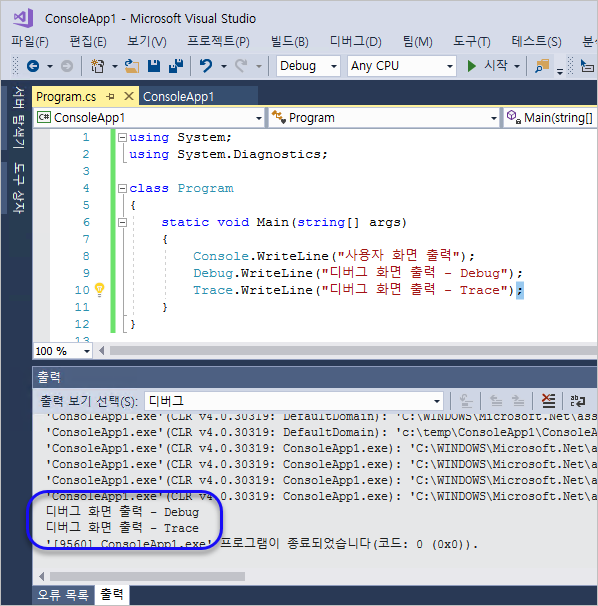 ConsoleApp1 - Microsoft Visual Studio
파일(F) 편집(E) 보기(V) 프로젝트(P) 빌드(B) 디버그(D) 팀(M) 도구(T) 테스트(S) 분석
Debug Any CPU 시작
서버 탐색기
도구 상자
Program.cs ConsoleApp1
C# ConsoleApp1 Program Main(string[]
1 using System;
2 using System.Diagnostics;
3
4 class Program
5 {
6 static void Main(string[] args)
7 {
8 Console.WriteLine("사용자 화면 출력");
9 Debug.WriteLine("디버그 화면 출력 - Debug");
10 Trace.WriteLine("디버그 화면 출력 - Trace");
11 }
12 }
13
100 %
출력
출력 보기 선택(S): 디버그
'ConsoleApp1.exe'(CLR v4.0.30319: DefaultDomain): 'C:\WINDOWS\Microsoft.Net\ass
'ConsoleApp1.exe'(CLR v4.0.30319: DefaultDomain): 'c:\temp\ConsoleApp1\ConsoleA
'ConsoleApp1.exe'(CLR v4.0.30319: ConsoleApp1.exe): 'C:\WINDOWS\Microsoft.Net\a
'ConsoleApp1.exe'(CLR v4.0.30319: ConsoleApp1.exe): 'C:\WINDOWS\Microsoft.Net\a
'ConsoleApp1.exe'(CLR v4.0.30319: ConsoleApp1.exe): 'C:\WINDOWS\Microsoft.Net\a
'ConsoleApp1.exe'(CLR v4.0.30319: ConsoleApp1.exe): 'C:\WINDOWS\Microsoft.Net\a
디버그 화면 출력 - Debug
디버그 화면 출력 - Trace
'[9560] ConsoleApp1.exe' 프로그램이 종료되었습니다(코드: 0 (0x0)).
오류 목록 출력